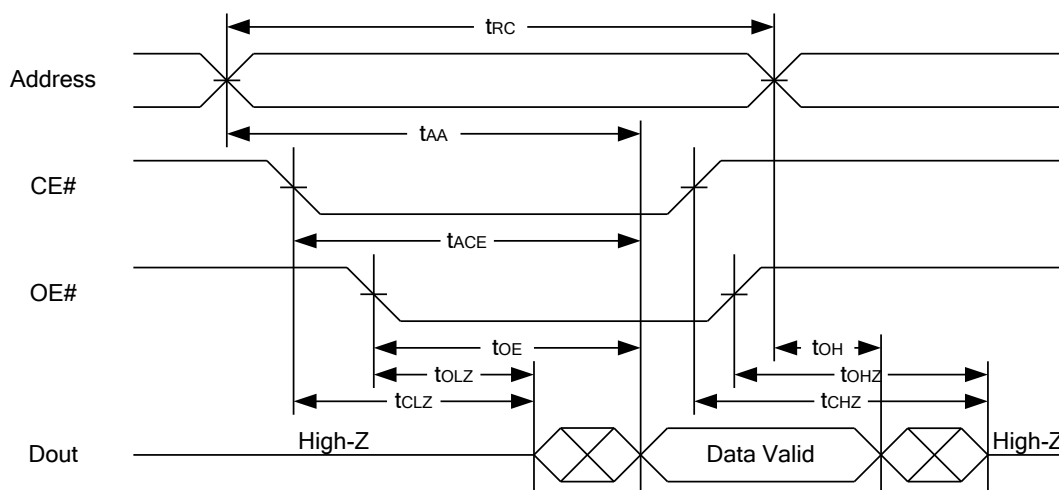 tRC
Address
tAA
CE#
tACE
OE#
tOE
tOH
tOLZ
tOHZ
tCLZ
tCHZ
High-Z
Dout
Data Valid
High-Z